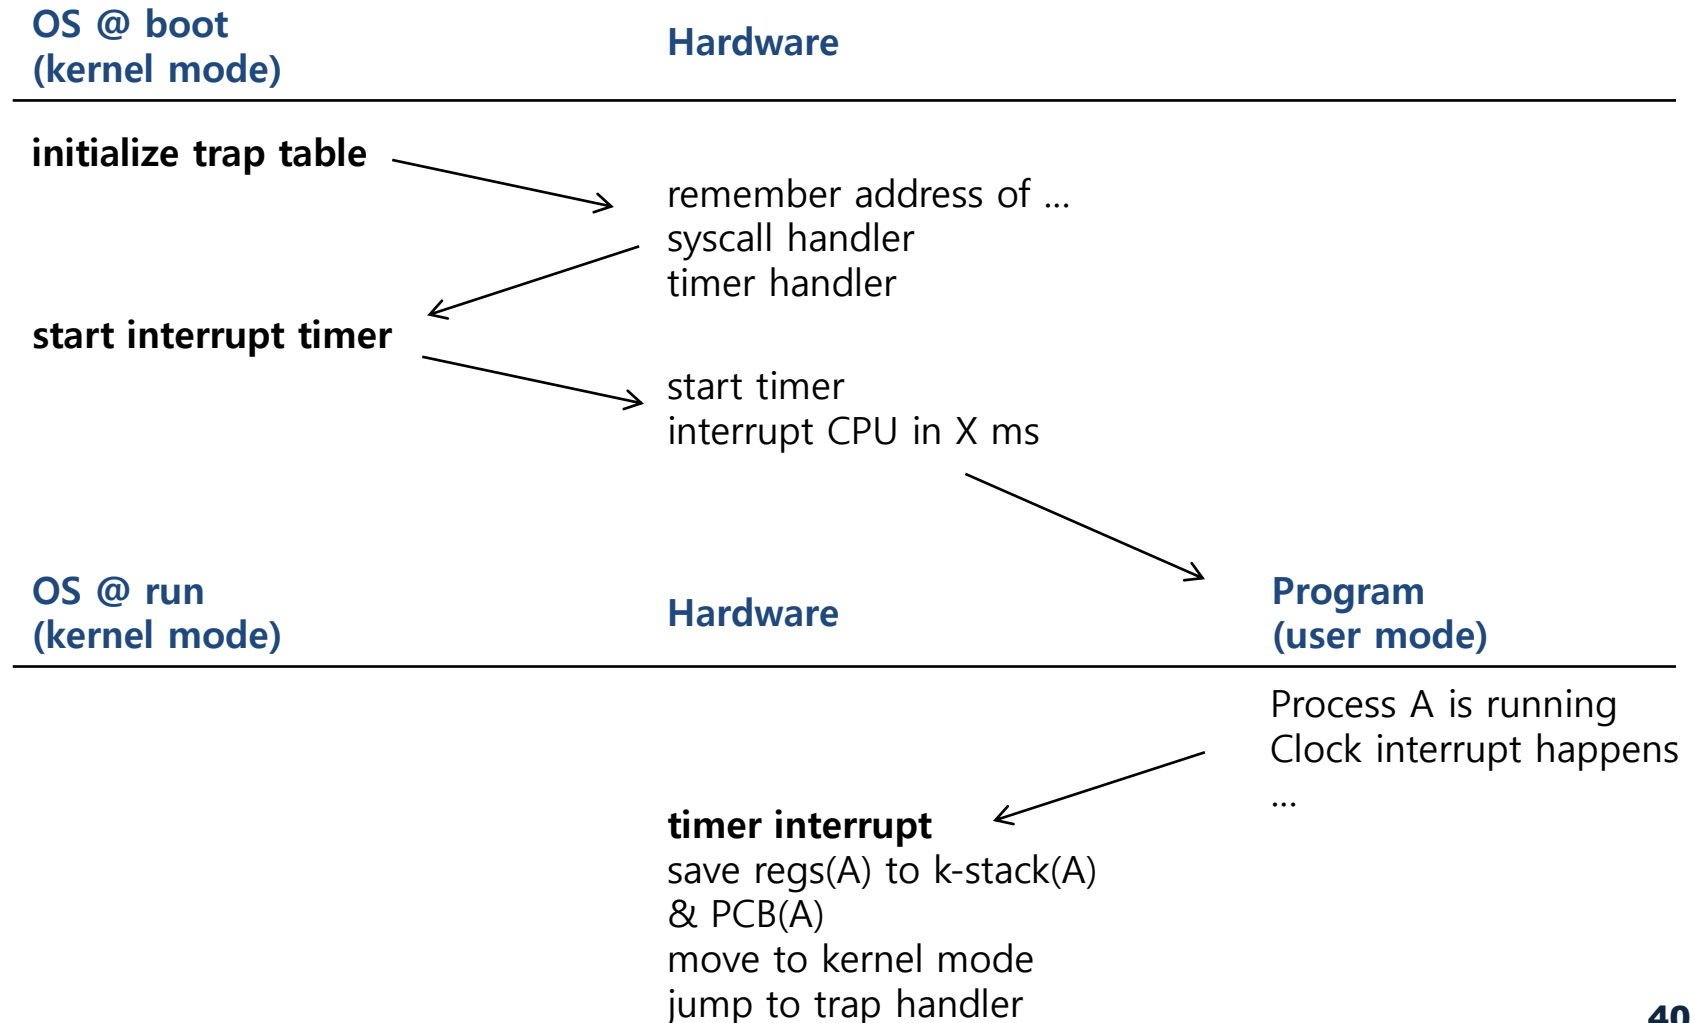 OS @ boot
(kernel mode)
Hardware
initialize trap table
remember address of ...
syscall handler
timer handler
start interrupt timer
start timer
interrupt CPU in X ms
OS @ run
(kernel mode)
Hardware
Program
(user mode)
Process A is running
Clock interrupt happens
...
timer interrupt
save regs(A) to k-stack(A)
& PCB(A)
move to kernel mode
jump to trap handler
40